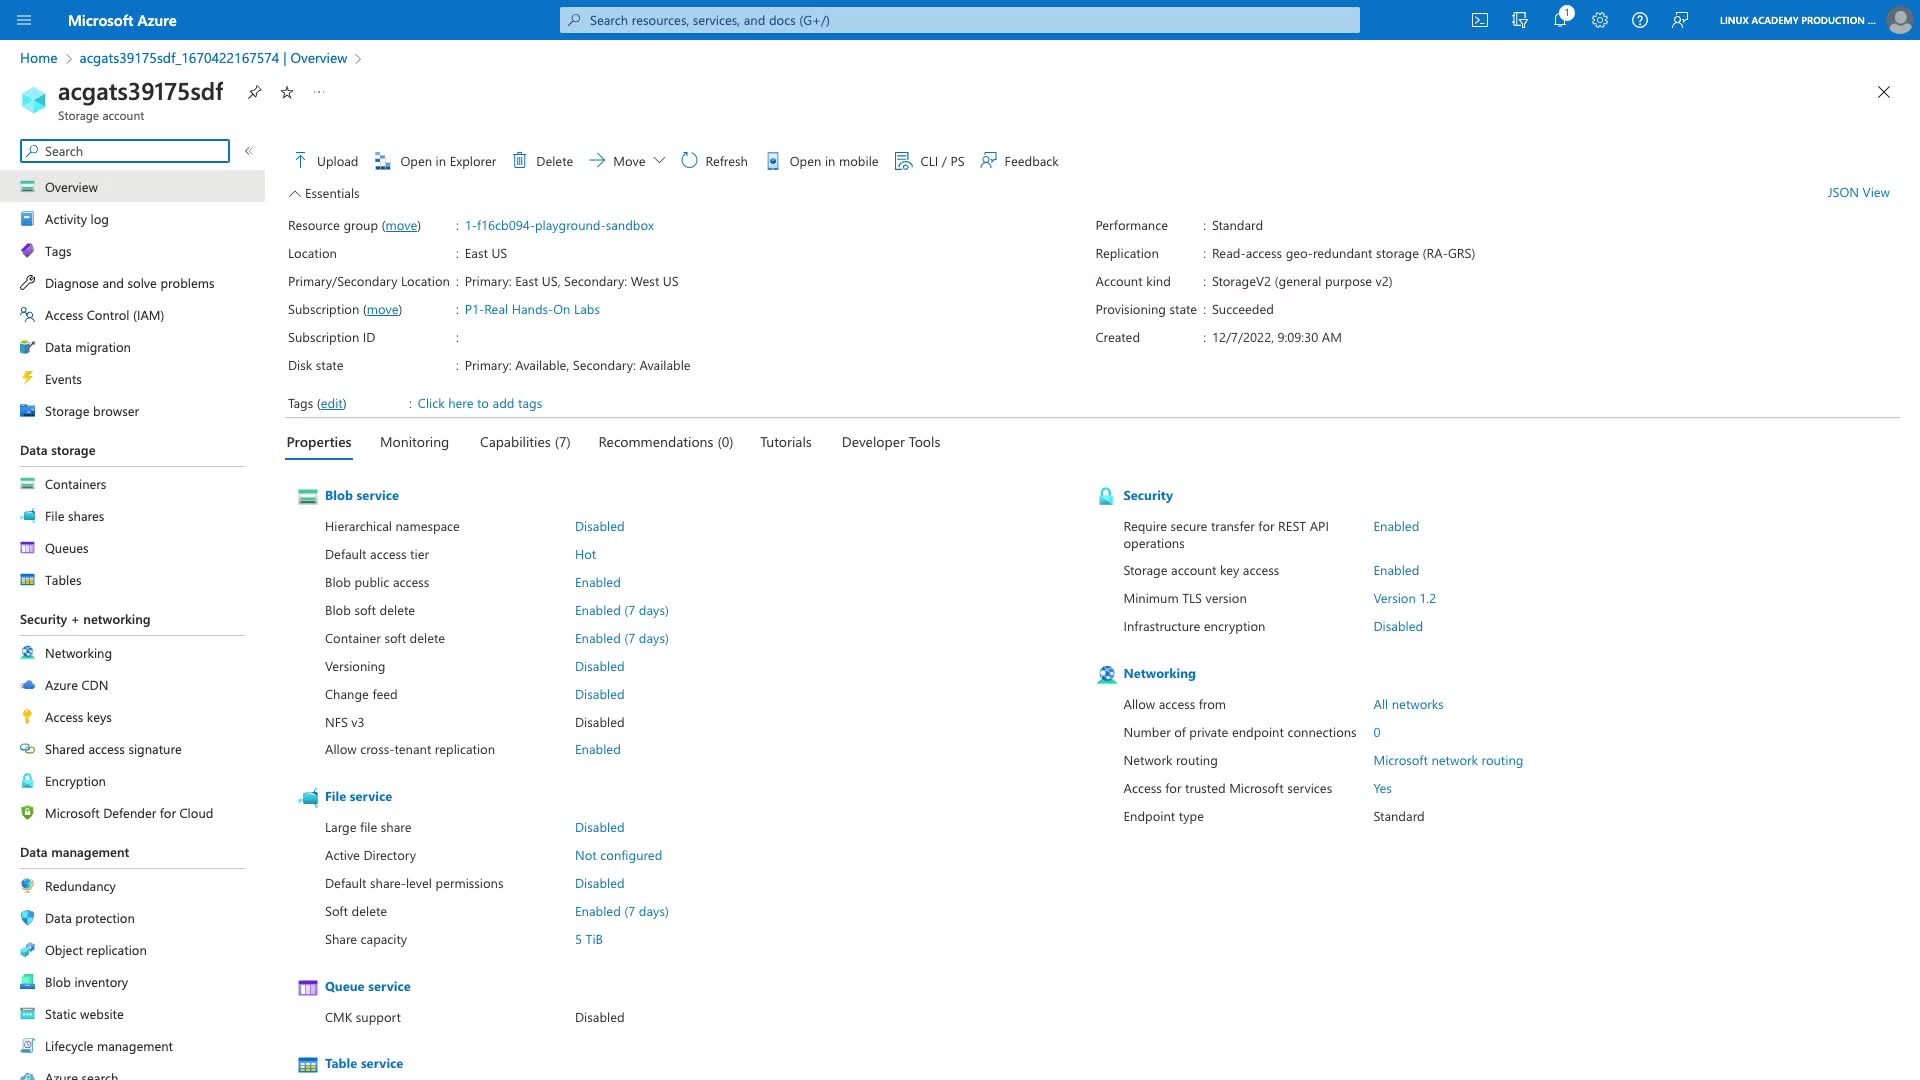 Microsoft Azure
Search resources, services, and docs (G+/)
1
LINUX ACADEMY PRODUCTION ...
Home
acgats39175sdf_1670422167574 | Overview
acgats39175sdf
...
Storage account
Search
«
Upload
Open in Explorer
Delete
Move
Refresh
Open in mobile
CLI / PS
Feedback
Overview
Activity log
Tags
Diagnose and solve problems
Access Control (IAM)
Data migration
Events
Storage browser
Data storage
Containers
File shares
Queues
Tables
Security + networking
Networking
Azure CDN
Access keys
Shared access signature
Encryption
Microsoft Defender for Cloud
Data management
Redundancy
Data protection
Object replication
Blob inventory
Static website
Lifecycle management
Azure search
Essentials
JSON View
Resource group (move) : 1-f16cb094-playground-sandbox
Location : East US
Primary/Secondary Location : Primary: East US, Secondary: West US
Subscription (move) : P1-Real Hands-On Labs
Subscription ID :
Disk state : Primary: Available, Secondary: Available
Performance : Standard
Replication : Read-access geo-redundant storage (RA-GRS)
Account kind : StorageV2 (general purpose v2)
Provisioning state : Succeeded
Created : 12/7/2022, 9:09:30 AM
Tags (edit) : Click here to add tags
Properties
Monitoring
Capabilities (7)
Recommendations (0)
Tutorials
Developer Tools
Blob service
Hierarchical namespace Disabled
Default access tier Hot
Blob public access Enabled
Blob soft delete Enabled (7 days)
Container soft delete Enabled (7 days)
Versioning Disabled
Change feed Disabled
NFS v3 Disabled
Allow cross-tenant replication Enabled
File service
Large file share Disabled
Active Directory Not configured
Default share-level permissions Disabled
Soft delete Enabled (7 days)
Share capacity 5 TiB
Queue service
CMK support Disabled
Table service
Security
Require secure transfer for REST API Enabled
operations
Storage account key access Enabled
Minimum TLS version Version 1.2
Infrastructure encryption Disabled
Networking
Allow access from All networks
Number of private endpoint connections 0
Network routing Microsoft network routing
Access for trusted Microsoft services Yes
Endpoint type Standard